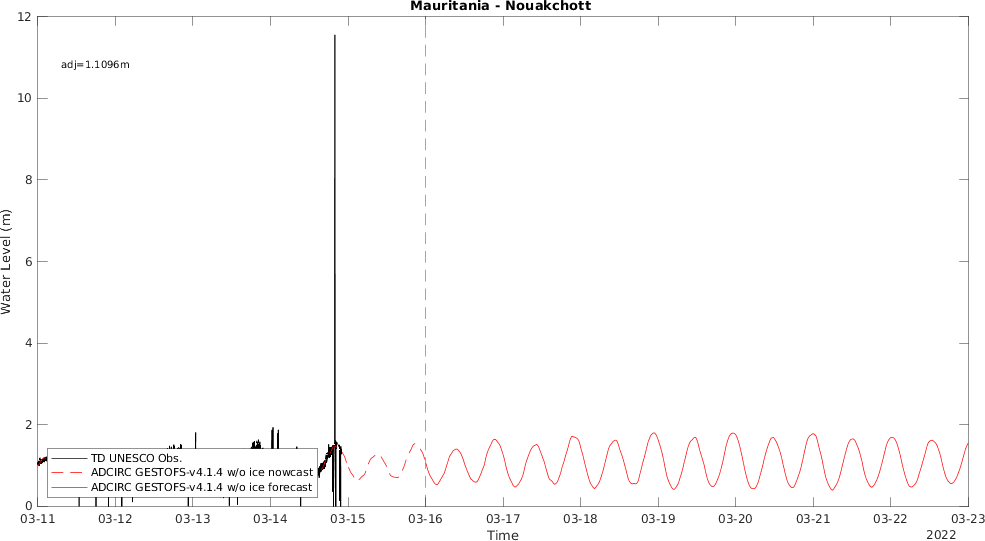 Mauritania - Nouakchott
12
10
8
6
4
2
0
Water Level (m)
adj=1.1096m
TD UNESCO Obs.
ADCIRC GESTOFS-v4.1.4 w/o ice nowcast
ADCIRC GESTOFS-v4.1.4 w/o ice forecast
03-11 03-12 03-13 03-14 03-15 03-16 03-17 03-18 03-19 03-20 03-21 03-22 03-23
Time
2022